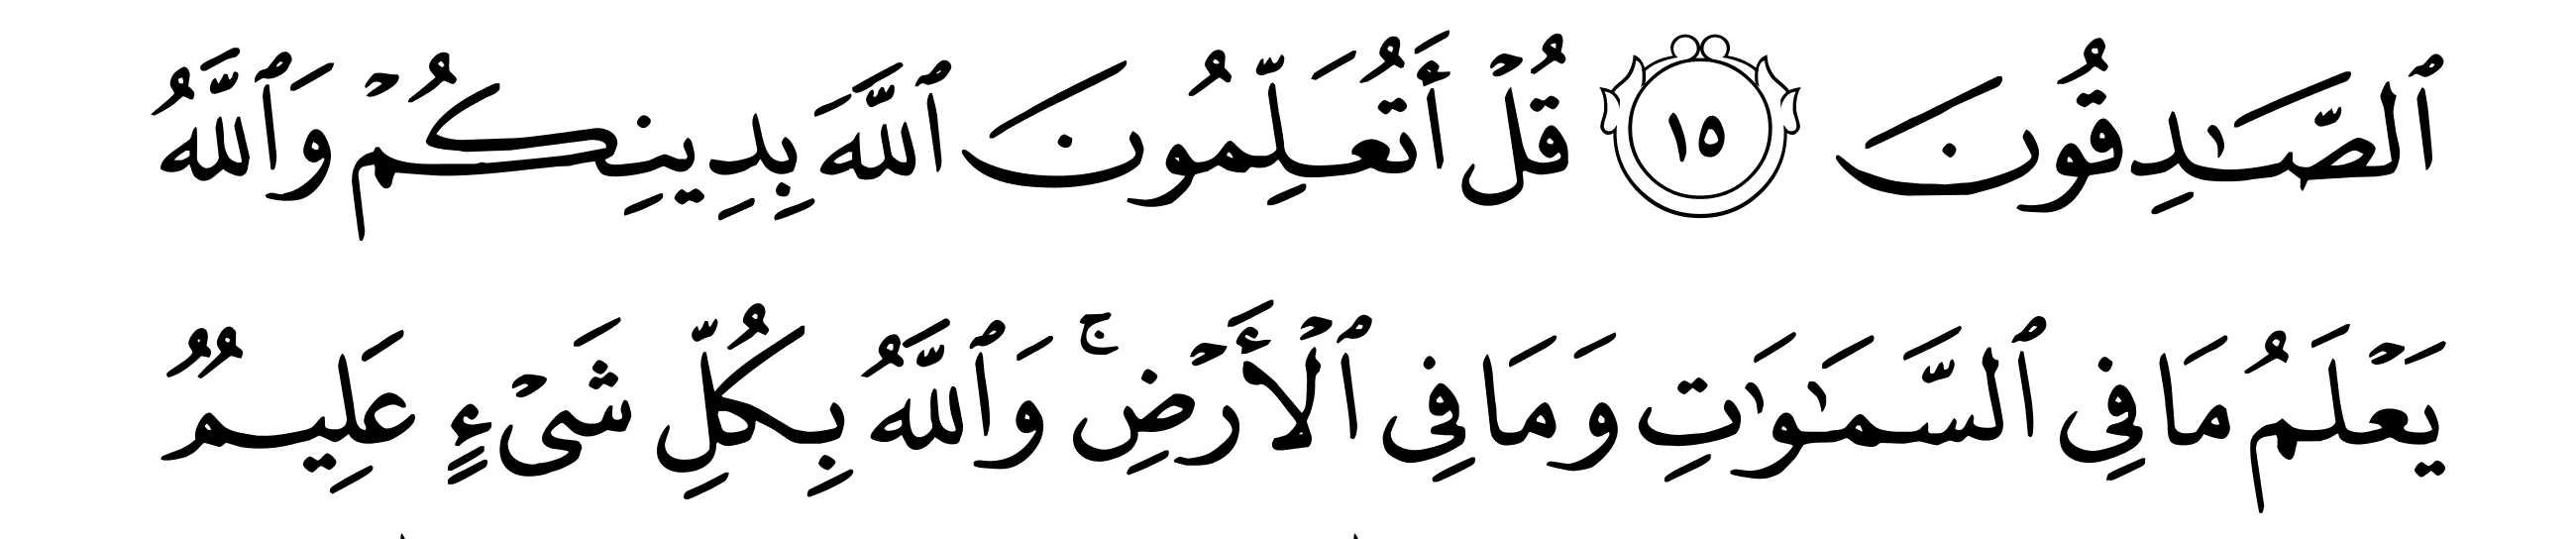 ٱلصَّـٰدِقُونَ ١٥ قُلۡ أَتُعَلِّمُونَ ٱللَّهَ بِدِينِكُمۡ وَٱللَّهُ
يَعۡلَمُ مَا فِي ٱلسَّمَـٰوَٰتِ وَمَا فِي ٱلۡأَرۡضِۚ وَٱللَّهُ بِكُلِّ شَيۡءٍ عَلِيمٞ